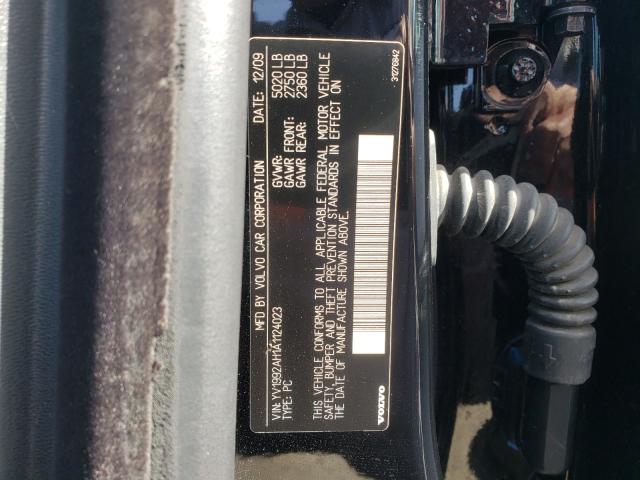 MFD BY VOLVO CAR CORPORATION DATE: 12/09
GVWR: 5020 LB
GAWR FRONT: 2750 LB
GAWR REAR: 2360 LB
VIN: YV1992AH1A1124023
TYPE: PC
THIS VEHICLE CONFORMS TO ALL APPLICABLE FEDERAL MOTOR VEHICLE
SAFETY, BUMPER AND THEFT PREVENTION STANDARDS IN EFFECT ON
THE DATE OF MANUFACTURE SHOWN ABOVE.
VOLVO
31276842